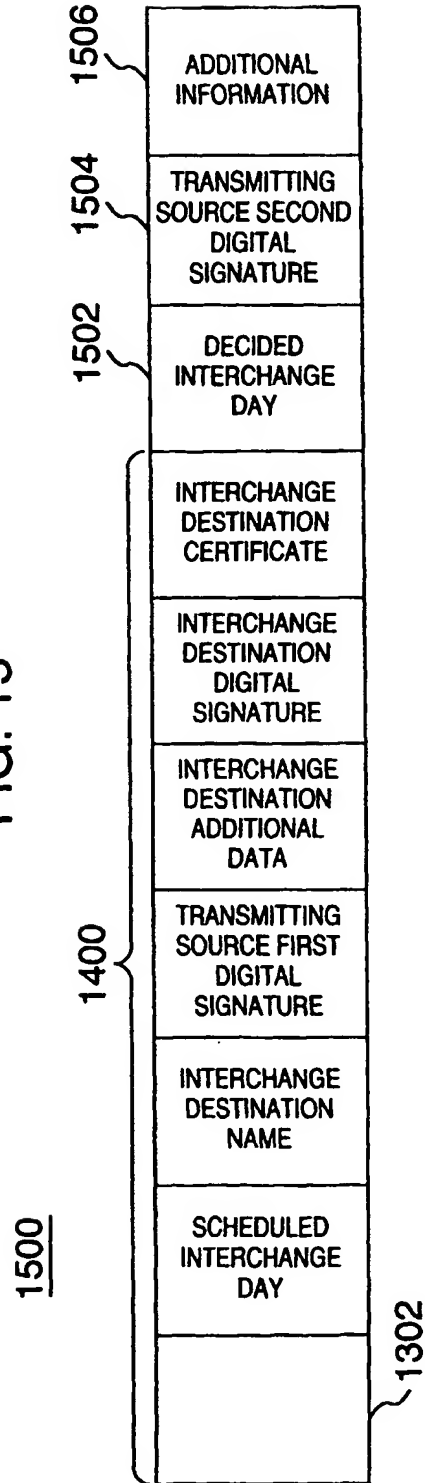 1506
ADDITIONAL
INFORMATION
1504
TRANSMITTING
SOURCE SECOND
DIGITAL
SIGNATURE
1502
DECIDED
INTERCHANGE
DAY
1400
INTERCHANGE
DESTINATION
CERTIFICATE
INTERCHANGE
DESTINATION
DIGITAL
SIGNATURE
INTERCHANGE
DESTINATION
ADDITIONAL
DATA
TRANSMITTING
SOURCE FIRST
DIGITAL
SIGNATURE
INTERCHANGE
DESTINATION
NAME
1500
SCHEDULED
INTERCHANGE
DAY
1302